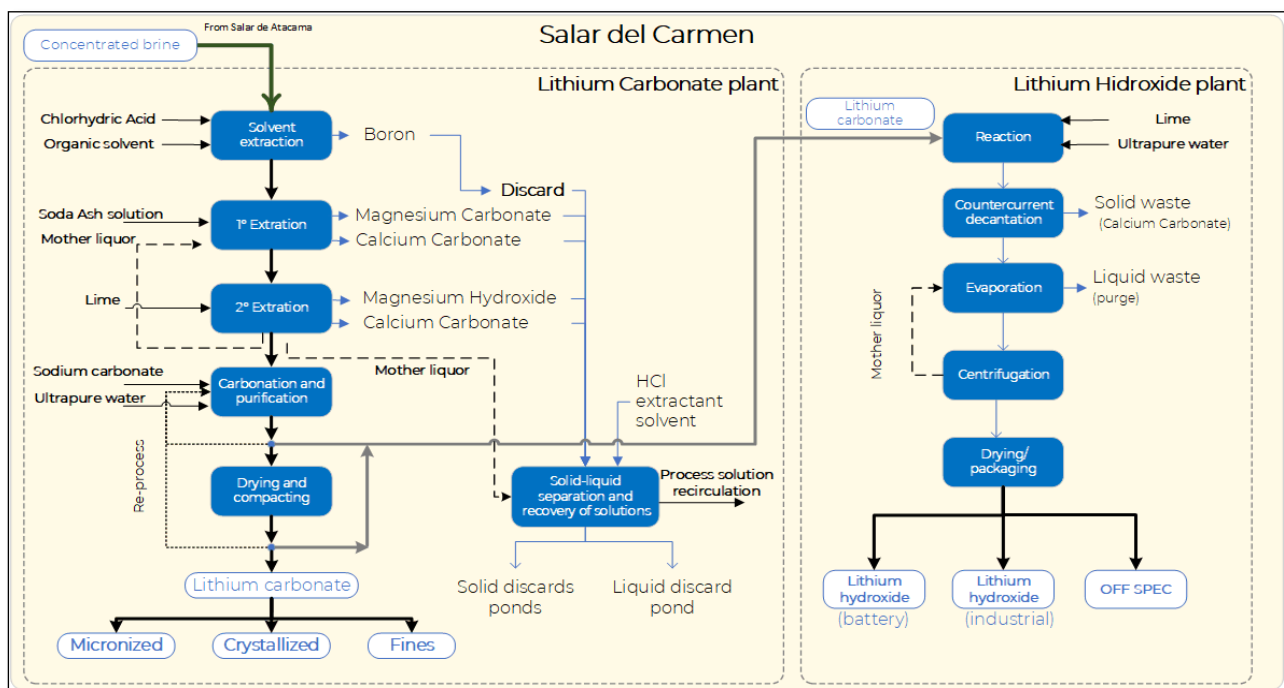 From Salar de Atacama
Concentrated brine
Salar del Carmen
Lithium Carbonate plant
Chlorhydric Acid
Organic solvent
Solvent
extraction
Boron
Discard
Soda Ash solution
Mother liquor
1° Extration
Magnesium Carbonate
Calcium Carbonate
Lime
2° Extration
Magnesium Hydroxide
Calcium Carbonate
Mother liquor
Sodium carbonate
Ultrapure water
Carbonation and
purification
HCl
extractant
solvent
Re-process
Drying and
compacting
Solid-liquid
separation and
recovery of solutions
Process solution
recirculation
Solid discards
ponds
Liquid discard
pond
Lithium carbonate
Micronized
Crystallized
Fines
Lithium Hidroxide plant
Lithium
carbonate
Reaction
Lime
Ultrapure water
Countercurrent
decantation
Solid waste
(Calcium Carbonate)
Evaporation
Liquid waste
(purge)
Mother liquor
Centrifugation
Drying/
packaging
Lithium
hydroxide
(battery)
Lithium
hydroxide
(industrial)
OFF SPEC